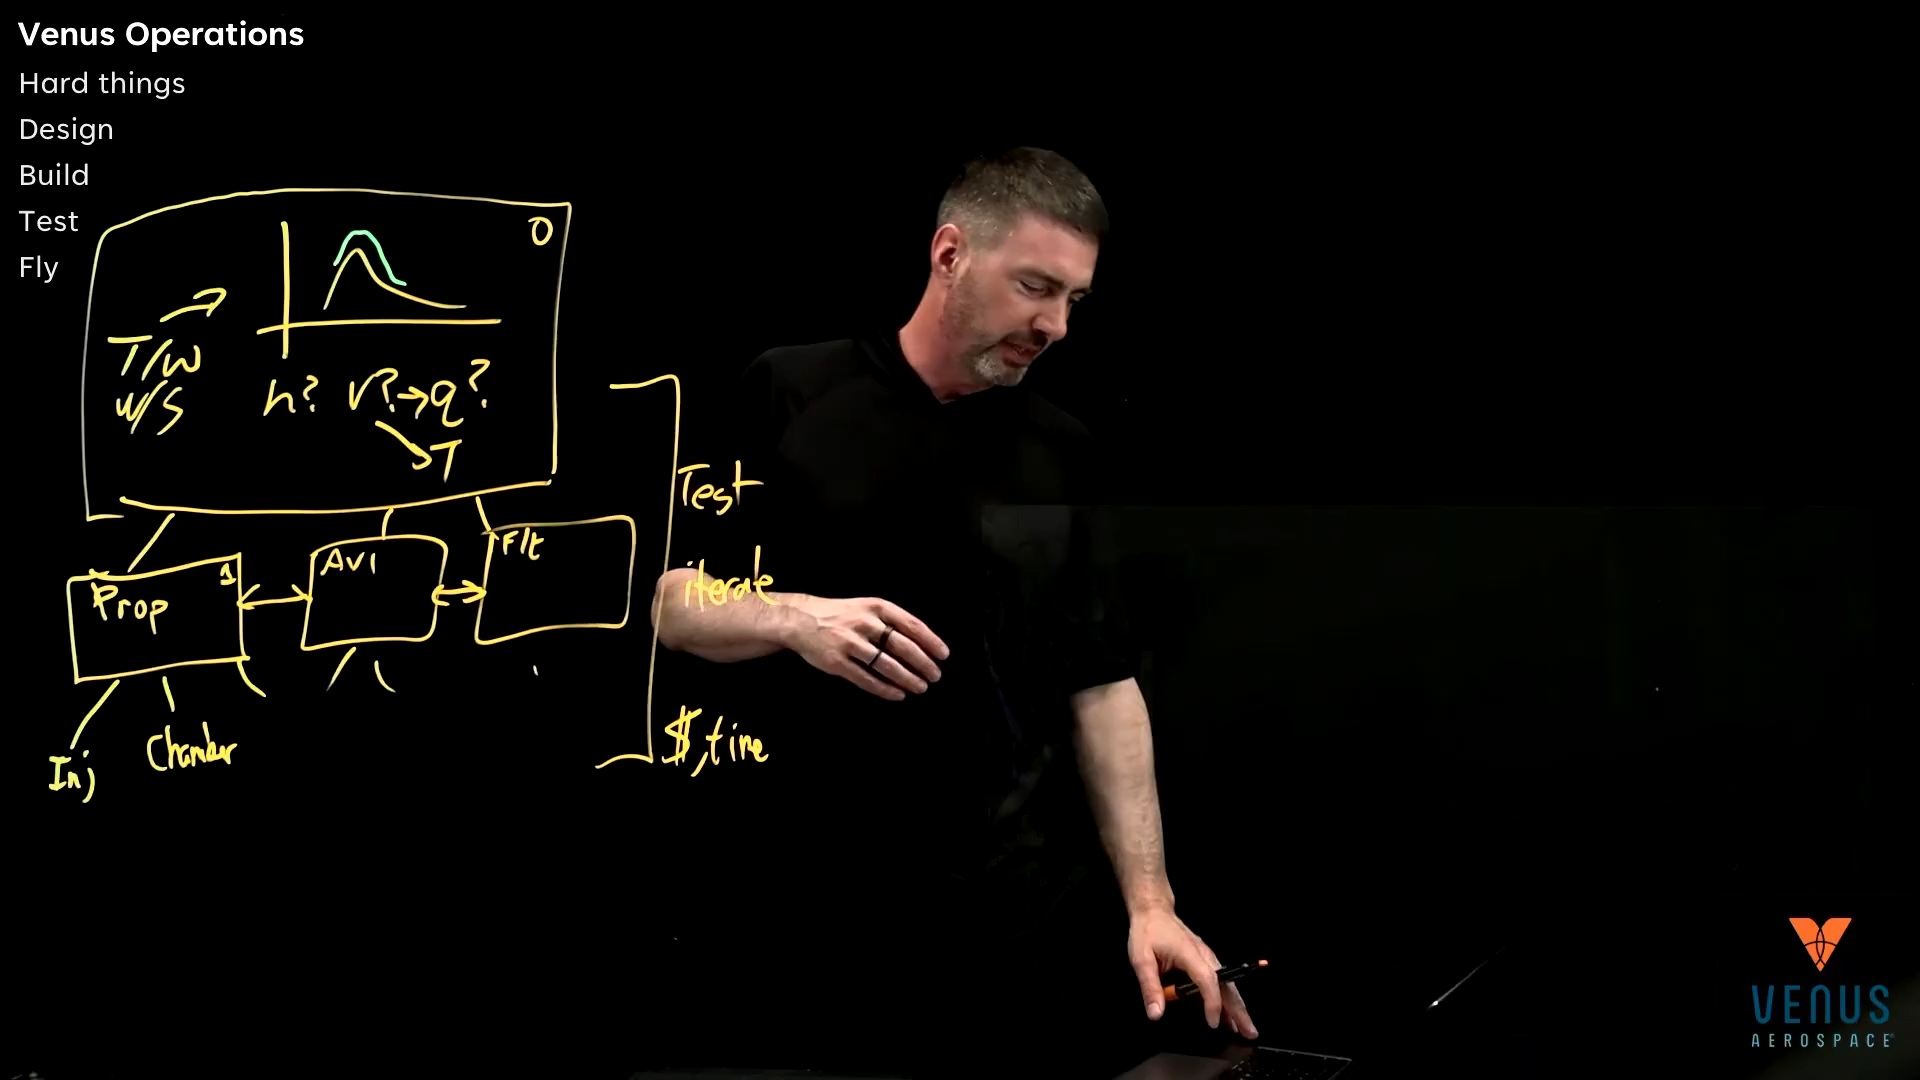 Venus Operations
Hard things
Design
Build
Test
Fly
0
T/W
W/S
h? v?→q?
T
Test
Prop
1
Avi
Flt
iterate
Inj
Chamber
$, time
VENUS
AEROSPACE